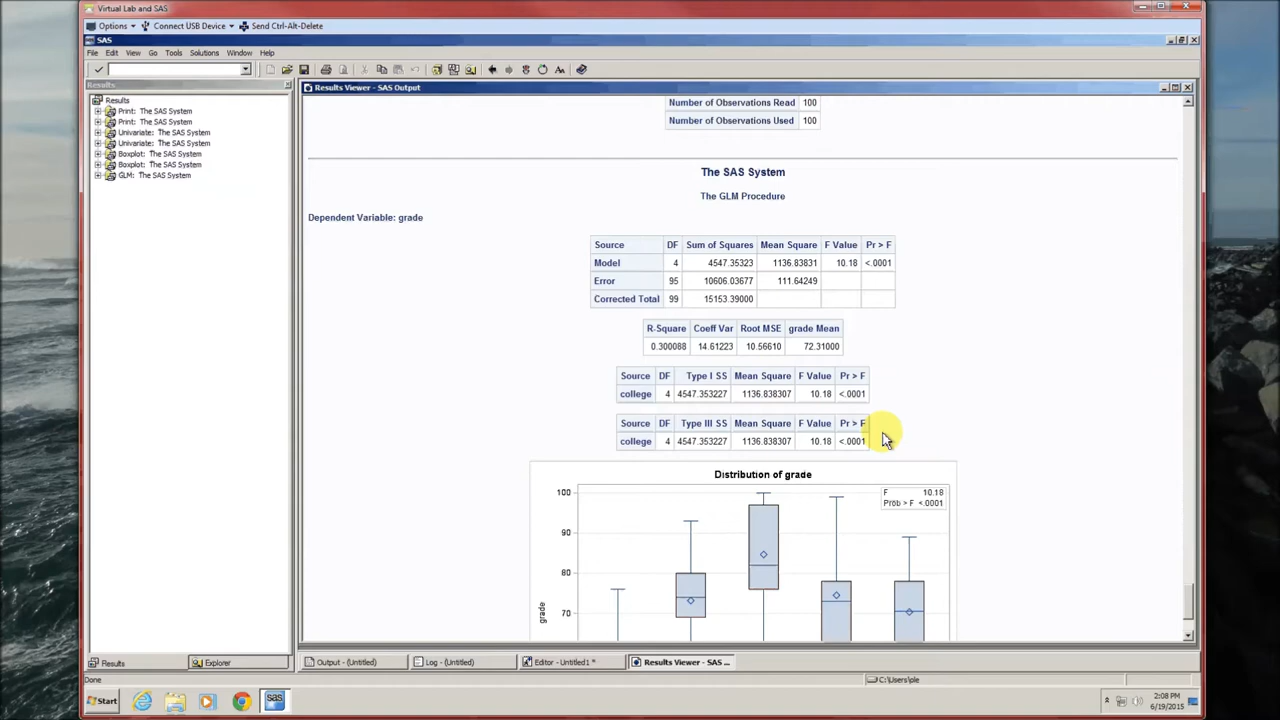 Virtual Lab and SAS
Options Connect USB Device Send Ctrl-Alt-Delete
SAS
File Edit View Go Tools Solutions Window Help
Results
Results Viewer - SAS Output
Results
Print: The SAS System
Print: The SAS System
Univariate: The SAS System
Univariate: The SAS System
Boxplot: The SAS System
Boxplot: The SAS System
GLM: The SAS System
Number of Observations Read 100
Number of Observations Used 100
The SAS System
The GLM Procedure
Dependent Variable: grade
Source DF Sum of Squares Mean Square F Value Pr > F
Model 4 4547.35323 1136.83831 10.18 <.0001
Error 95 10606.03677 111.64249
Corrected Total 99 15153.39000
R-Square Coeff Var Root MSE grade Mean
0.300088 14.61223 10.56610 72.31000
Source DF Type I SS Mean Square F Value Pr > F
college 4 4547.353227 1136.838307 10.18 <.0001
Source DF Type III SS Mean Square F Value Pr > F
college 4 4547.353227 1136.838307 10.18 <.0001
Distribution of grade
F 10.18
Prob > F <.0001
100
90
80
70
grade
Results Explorer Output - (Untitled) Log - (Untitled) Editor - Untitled1 * Results Viewer - SAS ...
Done C:\Users\ple
Start sas 2:08 PM
6/19/2015